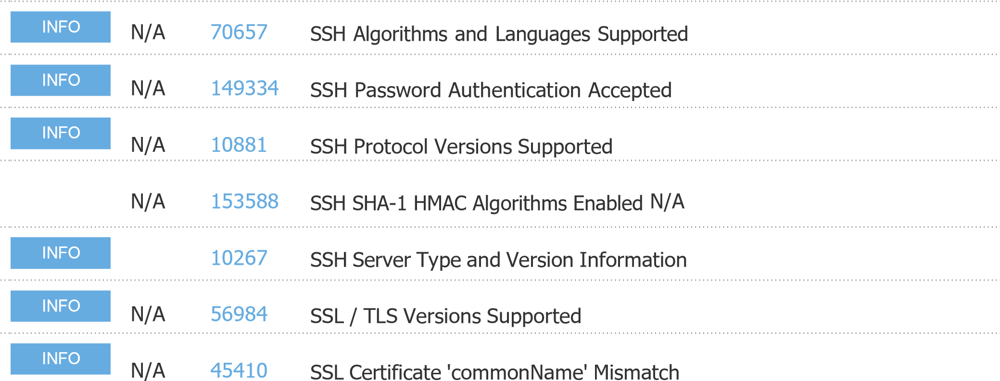 INFO N/A 70657 SSH Algorithms and Languages Supported
INFO N/A 149334 SSH Password Authentication Accepted
INFO N/A 10881 SSH Protocol Versions Supported
N/A 153588 SSH SHA-1 HMAC Algorithms Enabled N/A
INFO 10267 SSH Server Type and Version Information
INFO N/A 56984 SSL / TLS Versions Supported
INFO N/A 45410 SSL Certificate 'commonName' Mismatch